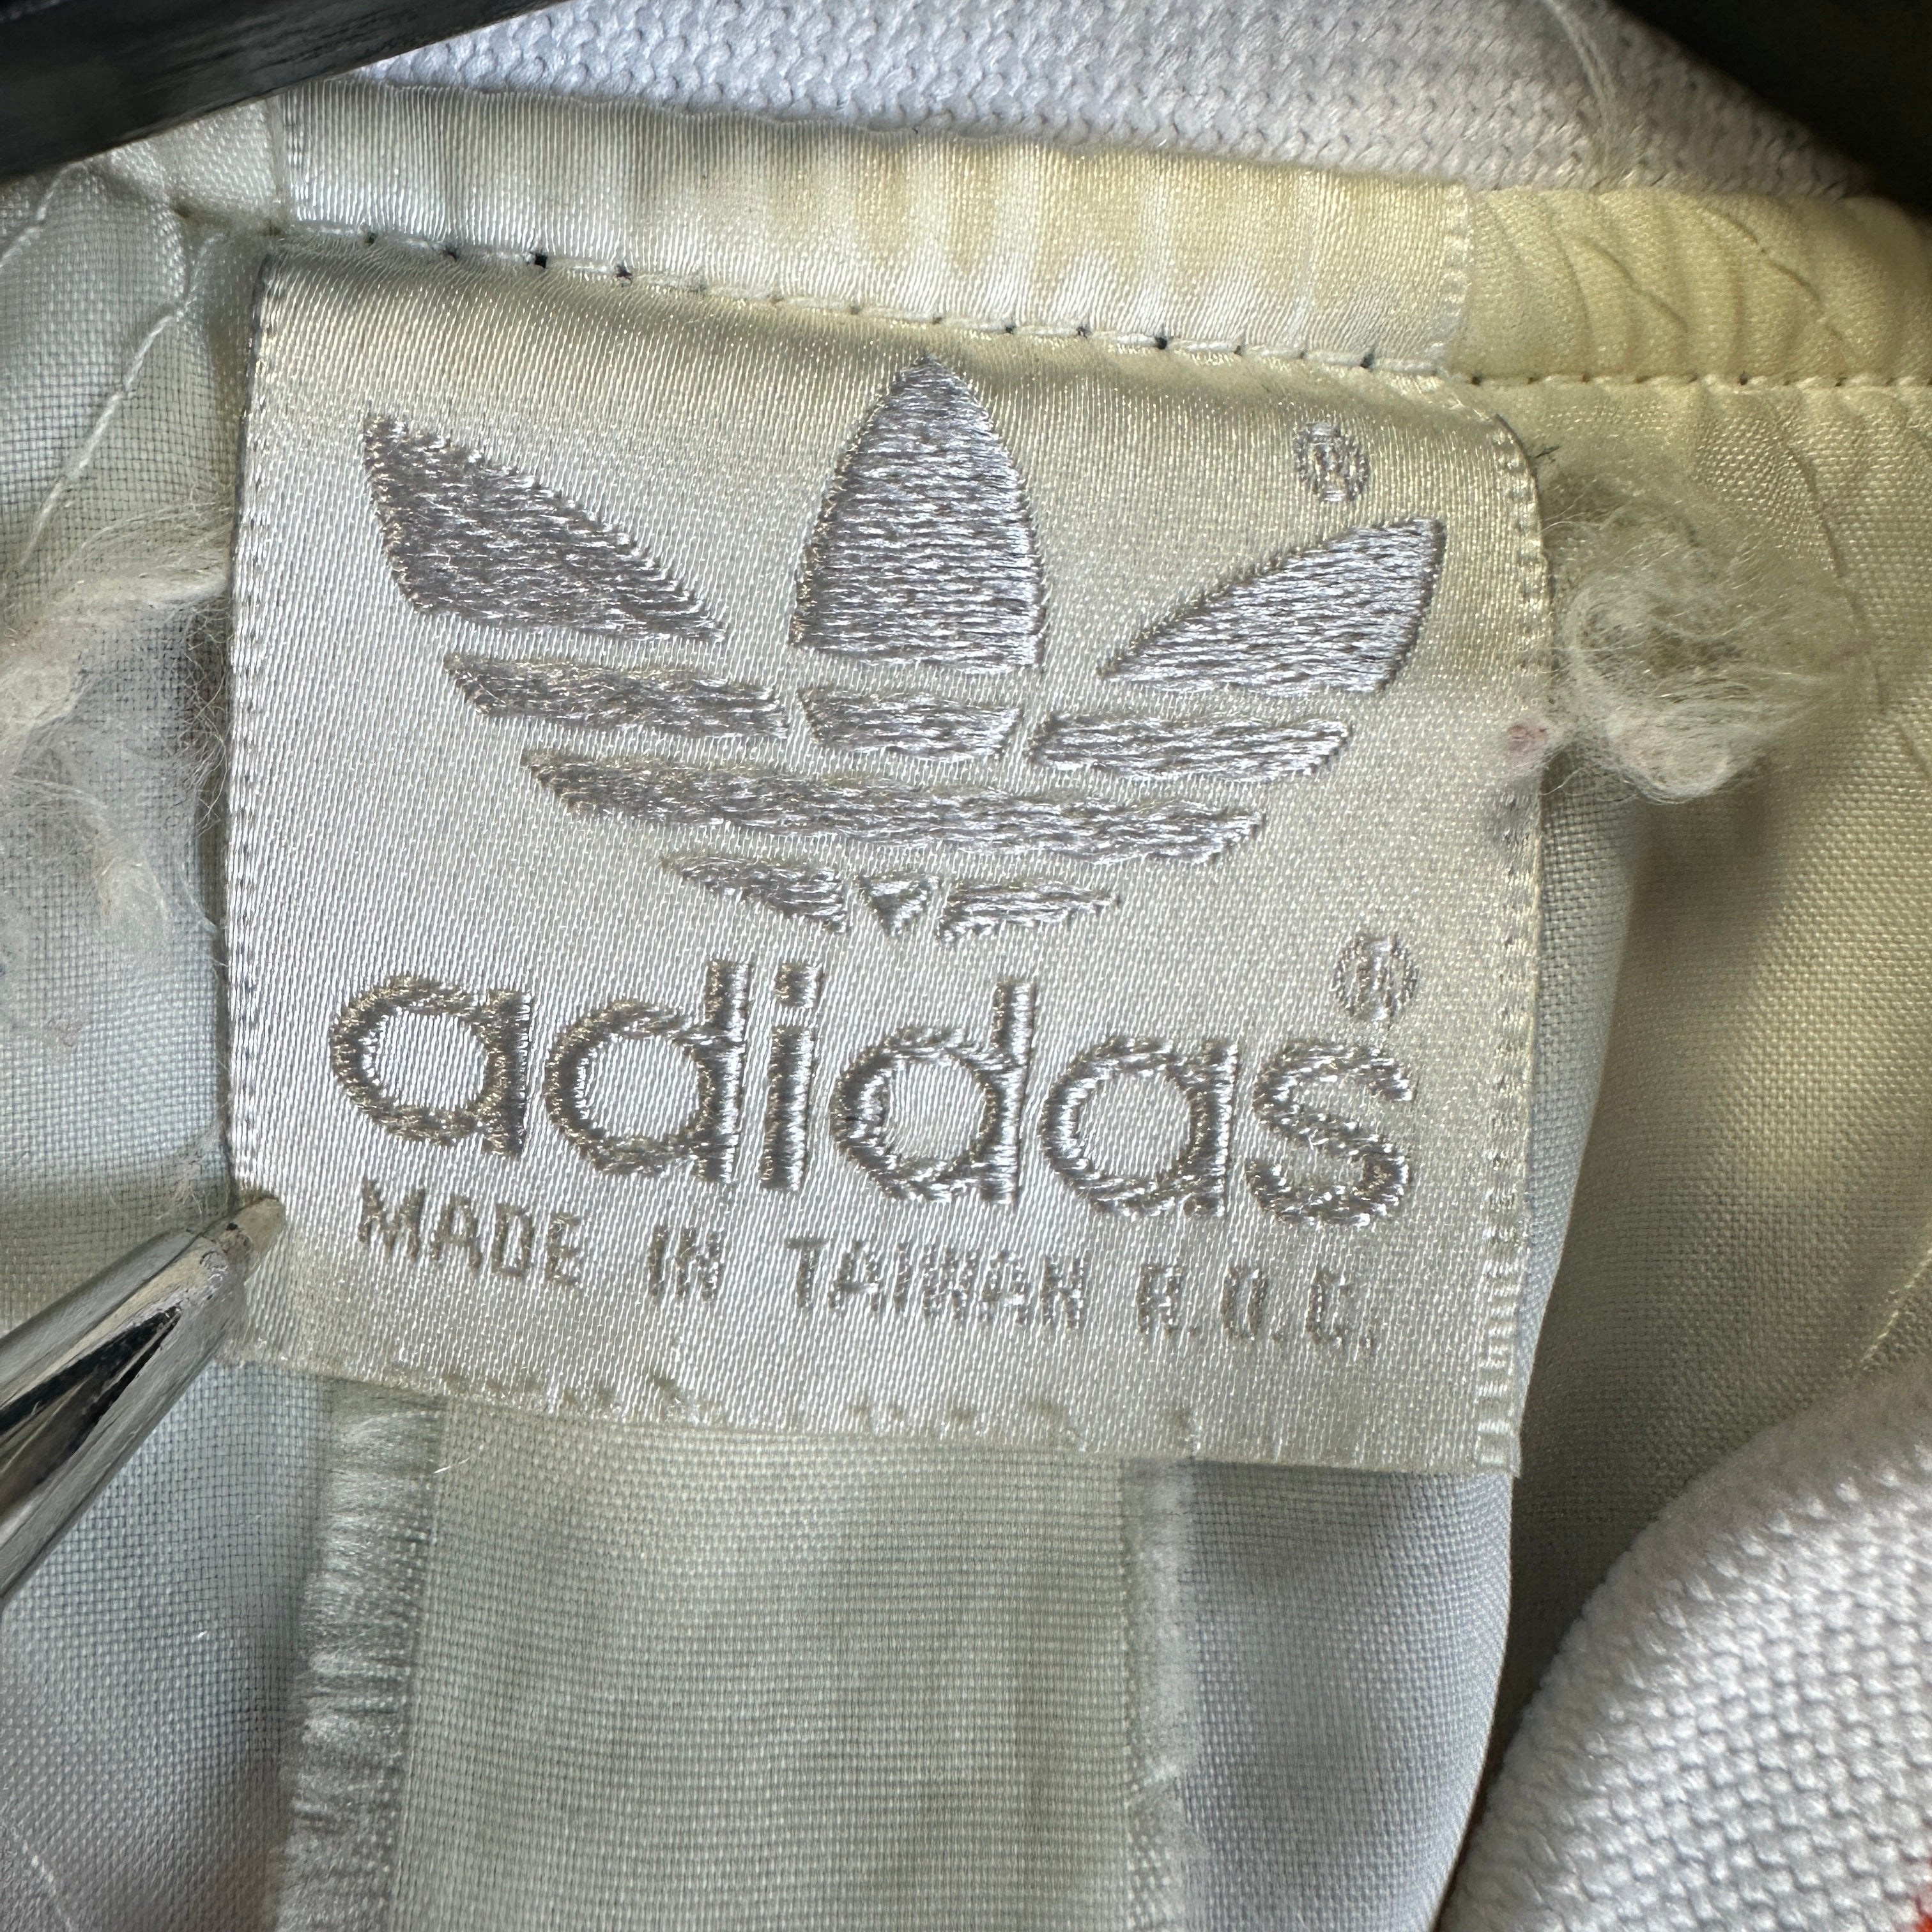 ®
adidas®
MADE IN TAIWAN R.O.C.